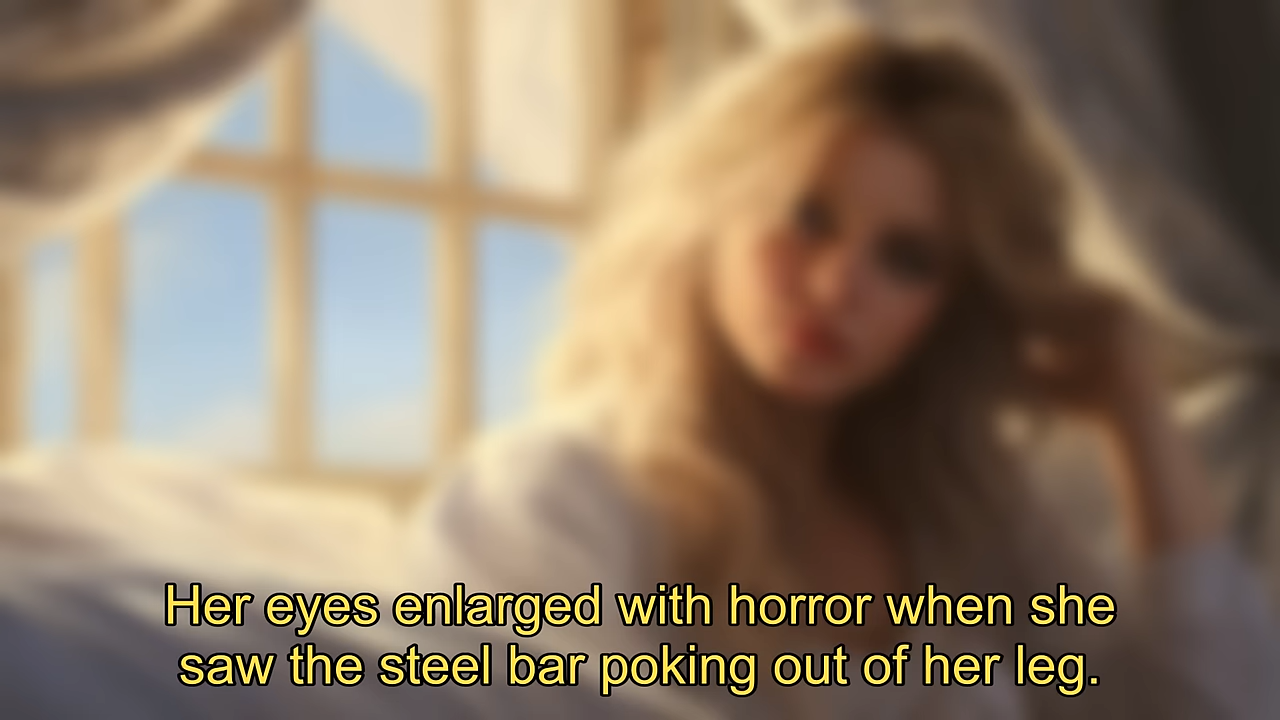 Her eyes enlarged with horror when she
saw the steel bar poking out of her leg.